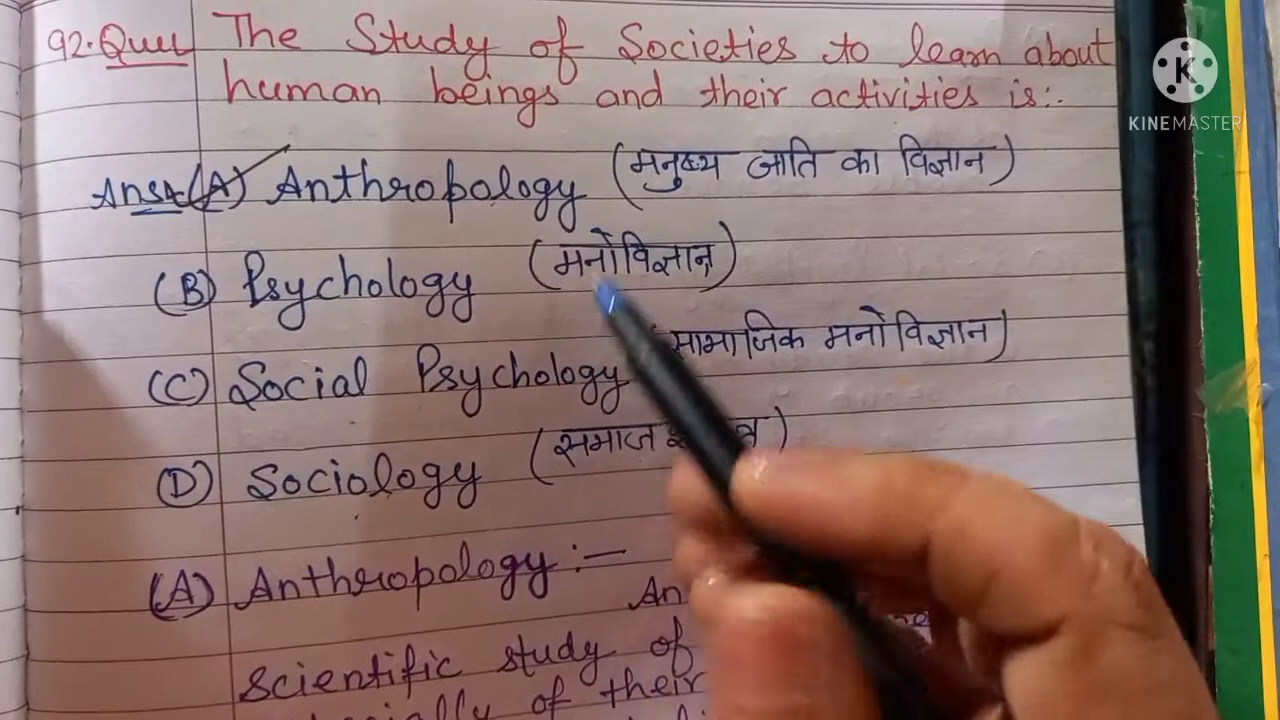 92. Ques The Study of Societies to learn about
human beings and their activities is:-
KINEMASTER
Ans:- (A) Anthropology (मनुष्य जाति का विज्ञान)
(B) Psychology (मनोविज्ञान)
(C) Social Psychology (सामाजिक मनोविज्ञान)
(D) Sociology (समाज
(A) Anthropology :-
Scientific study of
of their